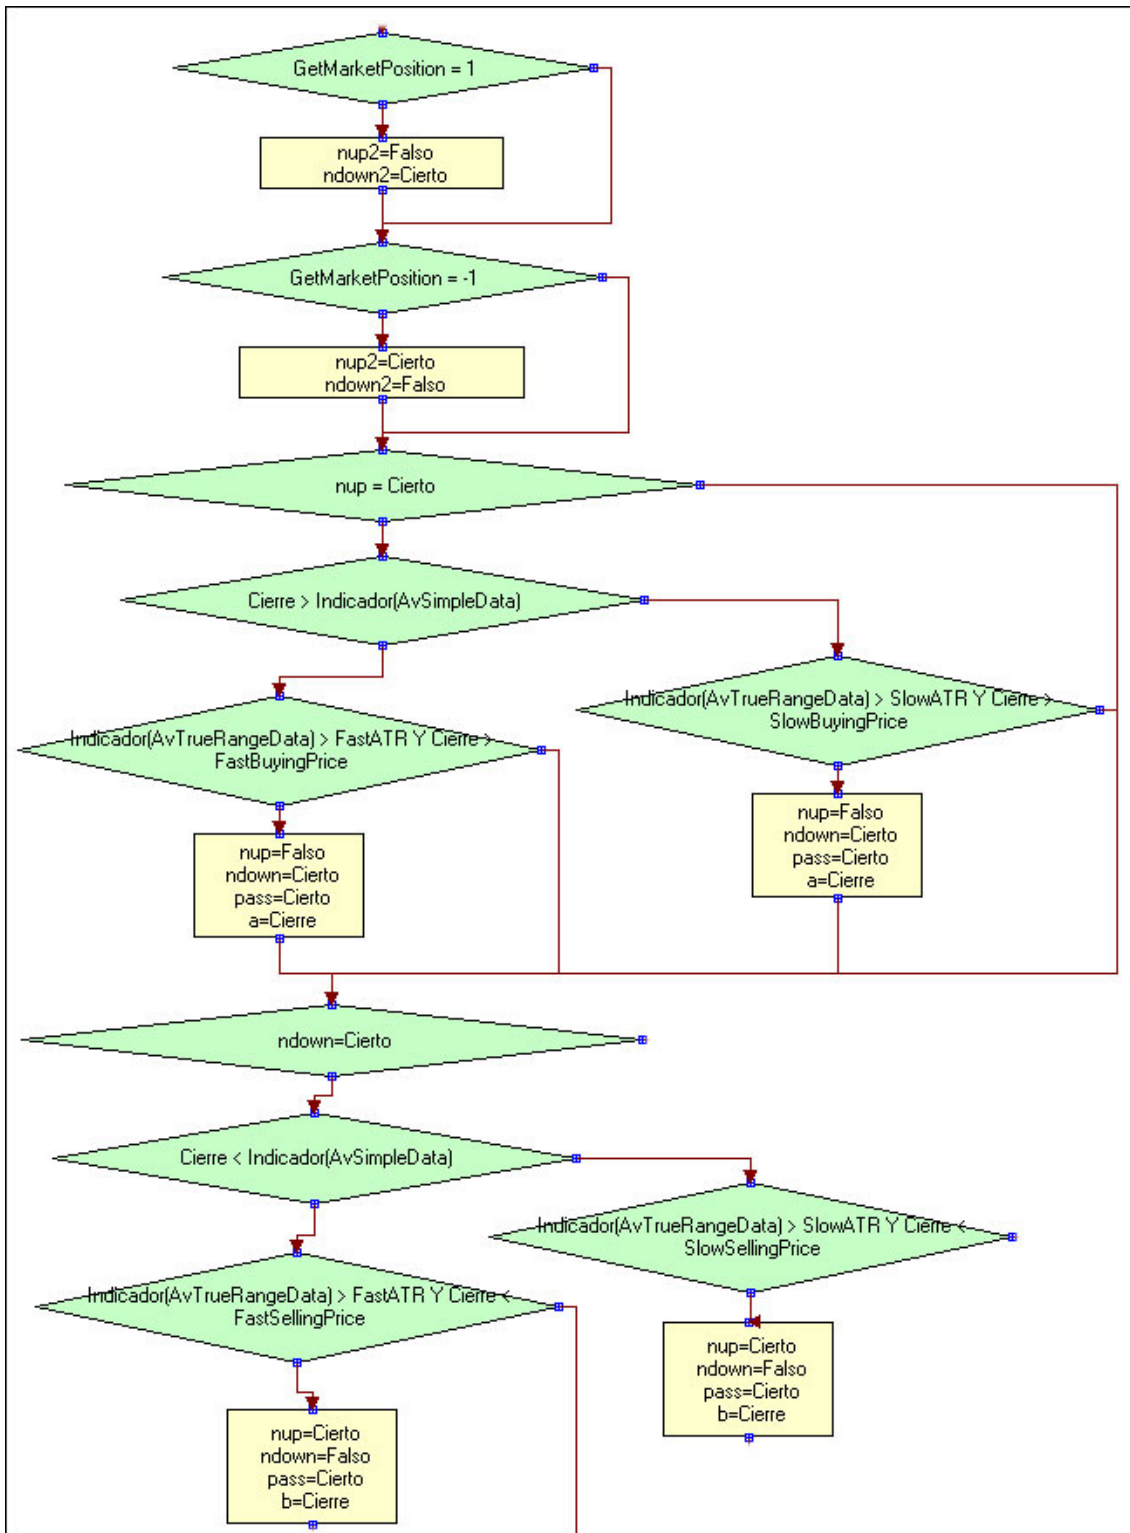 GetMarketPosition = 1
nup2=Falso
ndown2=Cierto
GetMarketPosition = -1
nup2=Cierto
ndown2=Falso
nup = Cierto
Cierre > Indicador(AvSimpleData)
Indicador(AvTrueRangeData) > SlowATR Y Cierre >
SlowBuyingPrice
Indicador(AvTrueRangeData) > FastATR Y Cierre >
FastBuyingPrice
nup=Falso
ndown=Cierto
pass=Cierto
a=Cierre
nup=Falso
ndown=Cierto
pass=Cierto
a=Cierre
ndown=Cierto
Cierre < Indicador(AvSimpleData)
Indicador(AvTrueRangeData) > SlowATR Y Cierre <
SlowSellingPrice
Indicador(AvTrueRangeData) > FastATR Y Cierre <
FastSellingPrice
nup=Cierto
ndown=Falso
pass=Cierto
b=Cierre
nup=Cierto
ndown=Falso
pass=Cierto
b=Cierre